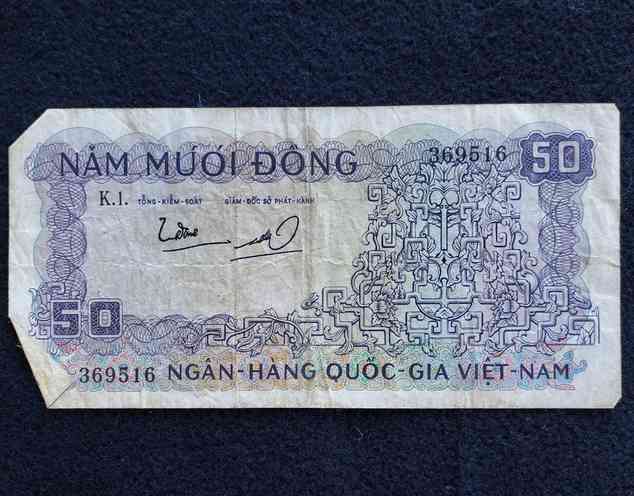 NĂM MƯƠI ĐỒNG
369516
50
K.1. TỔNG-KIỂM-SOÁT GIÁM-ĐỐC SỞ PHÁT-HÀNH
50
369516 NGÂN-HÀNG QUỐC-GIA VIỆT-NAM